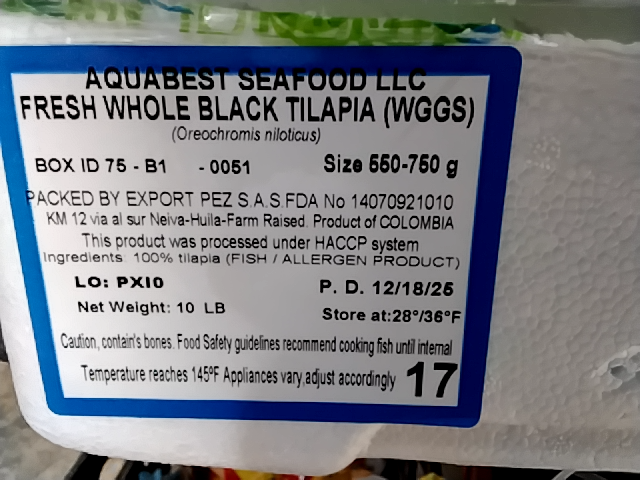 AQUABEST SEAFOOD LLC
FRESH WHOLE BLACK TILAPIA (WGGS)
(Oreochromis niloticus)
BOX ID 75 - B1 - 0051 Size 550-750 g
PACKED BY EXPORT PEZ S.A.S.FDA No 14070921010
KM 12 via al sur Neiva-Huila-Farm Raised. Product of COLOMBIA
This product was processed under HACCP system
Ingredients: 100% tilapia (FISH / ALLERGEN PRODUCT)
LO: PXI0 P. D. 12/18/25
Net Weight: 10 LB Store at:28°/36°F
Caution, contain's bones. Food Safety guidelines recommend cooking fish until internal
Temperature reaches 145ºF Appliances vary,adjust accordingly 17